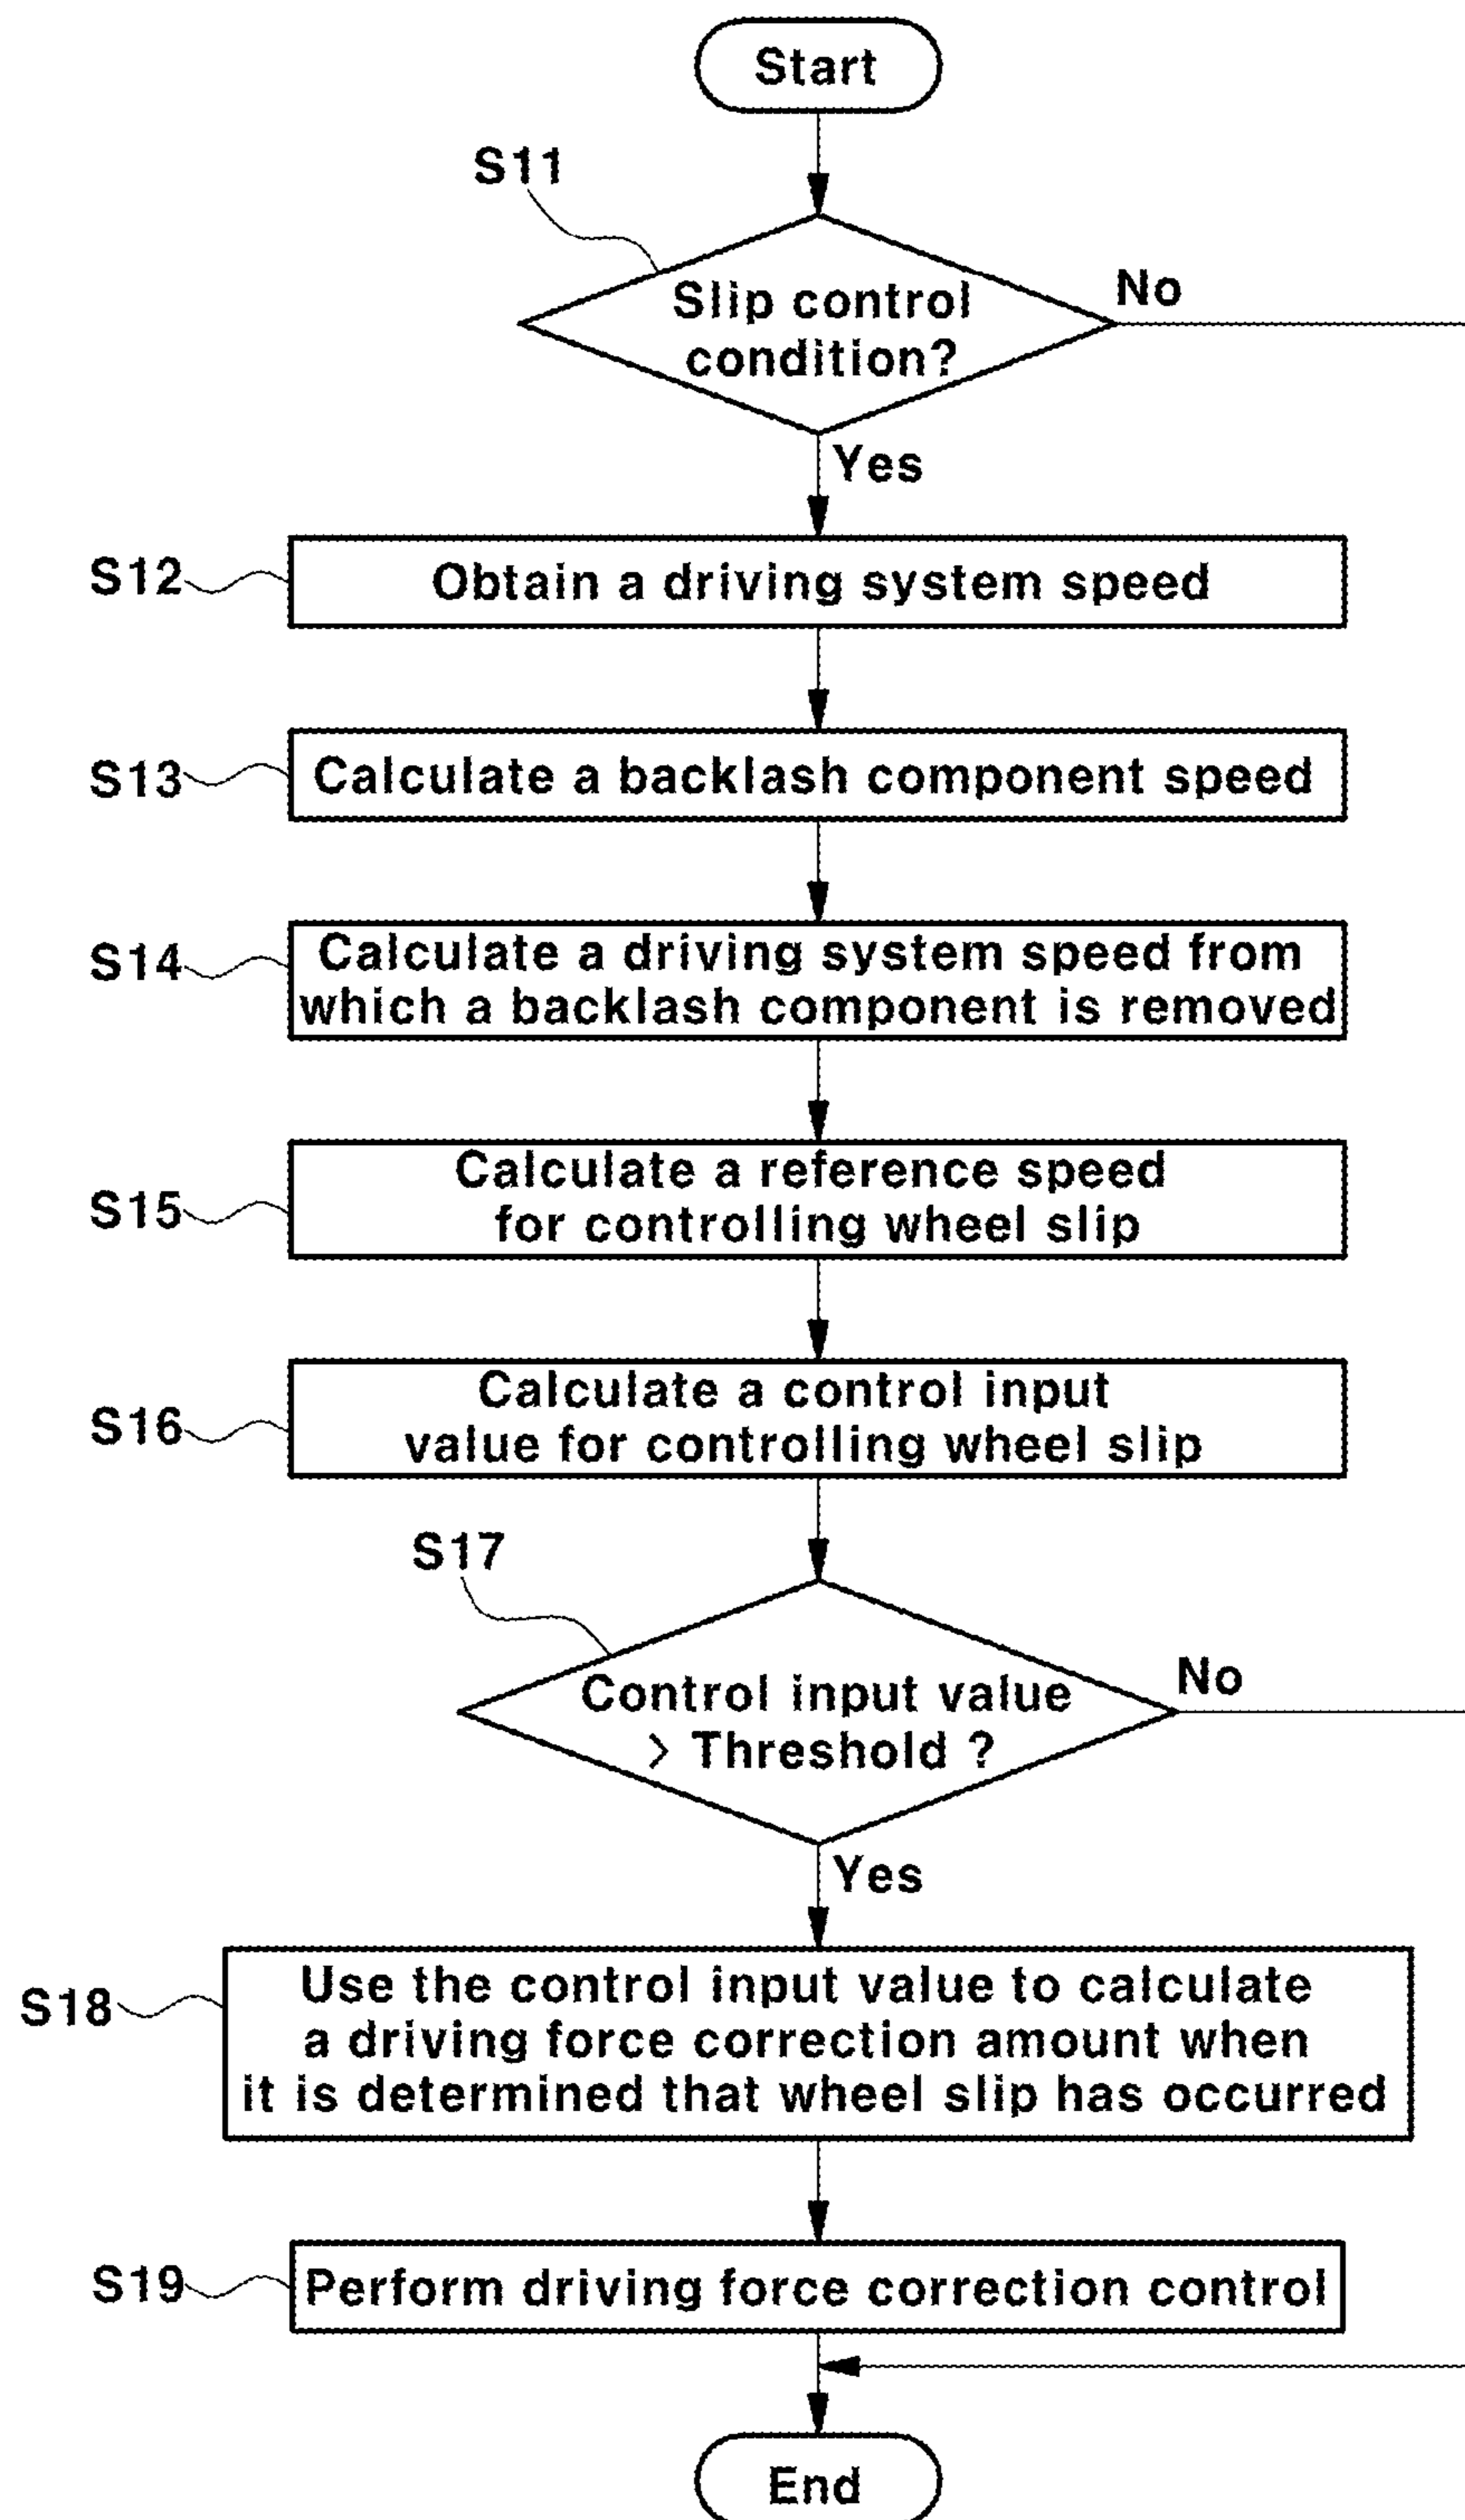 Start
S11
Slip control
condition?
No
Yes
S12
Obtain a driving system speed
S13
Calculate a backlash component speed
S14
Calculate a driving system speed from
which a backlash component is removed
S15
Calculate a reference speed
for controlling wheel slip
S16
Calculate a control input
value for controlling wheel slip
S17
Control input value
> Threshold ?
No
Yes
S18
Use the control input value to calculate
a driving force correction amount when
it is determined that wheel slip has occurred
S19
Perform driving force correction control
End